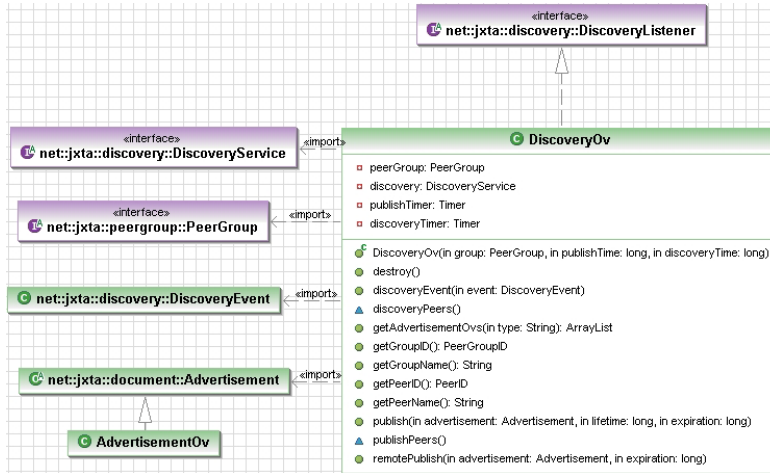 «interface»
net::jxta::discovery::DiscoveryListener
«interface»
net::jxta::discovery::DiscoveryService
«import»
DiscoveryOv
peerGroup: PeerGroup
discovery: DiscoveryService
publishTimer: Timer
discoveryTimer: Timer
«interface»
net::jxta::peergroup::PeerGroup
«import»
DiscoveryOv(in group: PeerGroup, in publishTime: long, in discoveryTime: long)
destroy()
discoveryEvent(in event: DiscoveryEvent)
discoveryPeers()
getAdvertisementOvs(in type: String): ArrayList
getGroupID(): PeerGroupID
getGroupName(): String
getPeerID(): PeerID
getPeerName(): String
publish(in advertisement: Advertisement, in lifetime: long, in expiration: long)
publishPeers()
remotePublish(in advertisement: Advertisement, in expiration: long)
net::jxta::discovery::DiscoveryEvent
«import»
net::jxta::document::Advertisement
«import»
AdvertisementOv